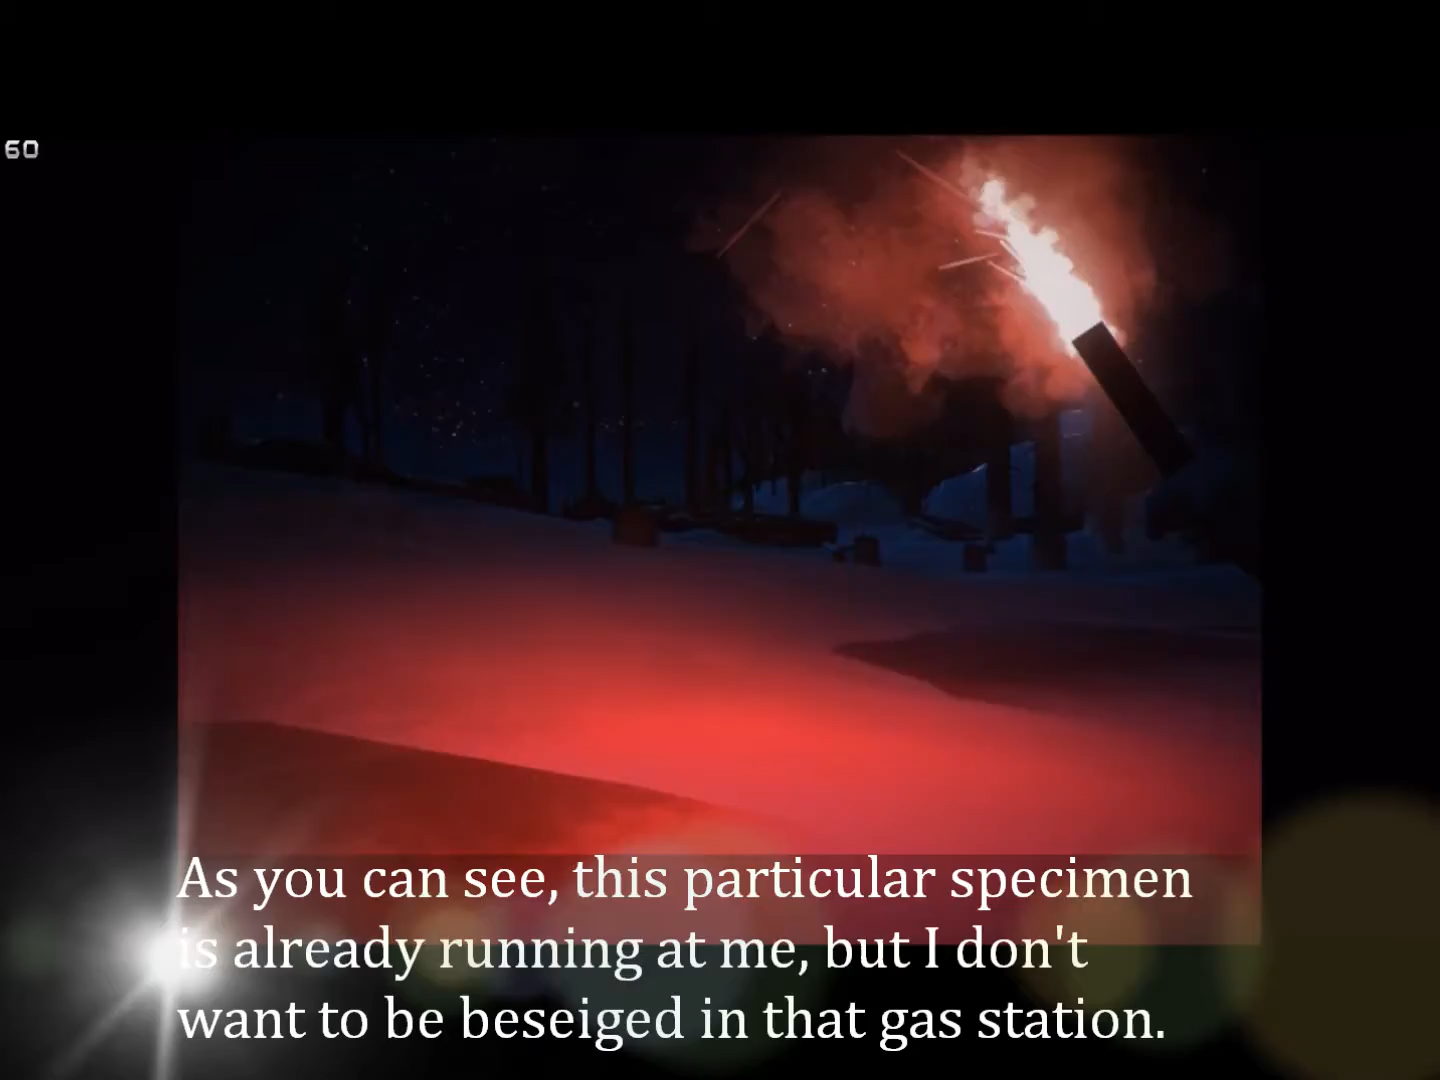 60
As you can see, this particular specimen
is already running at me, but I don't
want to be beseiged in that gas station.